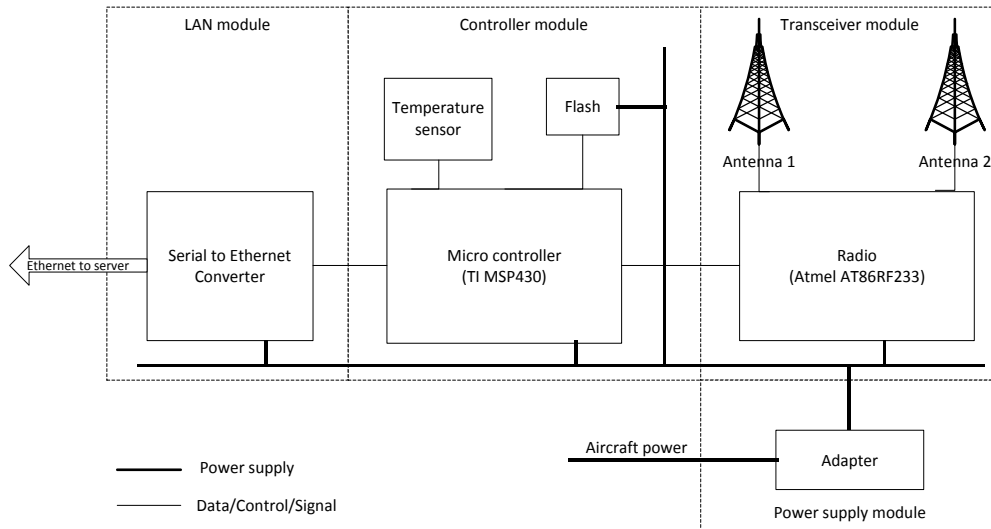 LAN module
Controller module
Transceiver module
Temperature
sensor
Flash
Antenna 1
Antenna 2
Ethernet to server
Serial to Ethernet
Converter
Micro controller
(TI MSP430)
Radio
(Atmel AT86RF233)
Aircraft power
Adapter
Power supply module
Power supply
Data/Control/Signal